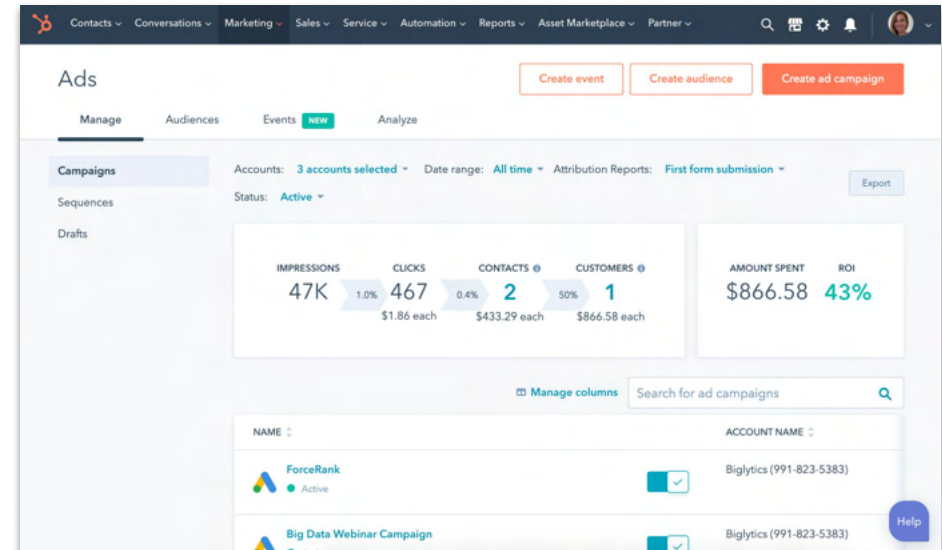 Contacts Conversations Marketing Sales Service Automation Reports Asset Marketplace Partner
Ads
Create event Create audience Create ad campaign
Manage Audiences Events NEW Analyze
Campaigns
Sequences
Drafts
Accounts: 3 accounts selected Date range: All time Attribution Reports: First form submission
Status: Active
Export
IMPRESSIONS CLICKS CONTACTS CUSTOMERS AMOUNT SPENT ROI
47K 1.0% 467 0.4% 2 50% 1 $866.58 43%
$1.86 each $433.29 each $866.58 each
Manage columns Search for ad campaigns
NAME ACCOUNT NAME
ForceRank Biglytics (991-823-5383)
Active
Help
Big Data Webinar Campaign Biglytics (991-823-5383)